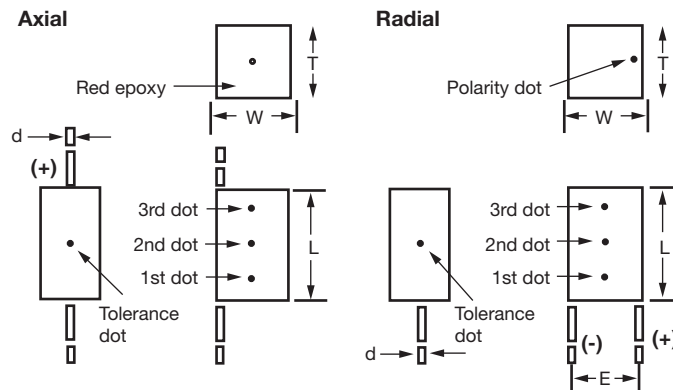 Axial
Red epoxy
T
W
d
(+)
3rd dot
2nd dot
1st dot
L
Tolerance
dot
Radial
Polarity dot
T
W
3rd dot
2nd dot
1st dot
L
Tolerance
dot
d
(-)
(+)
E